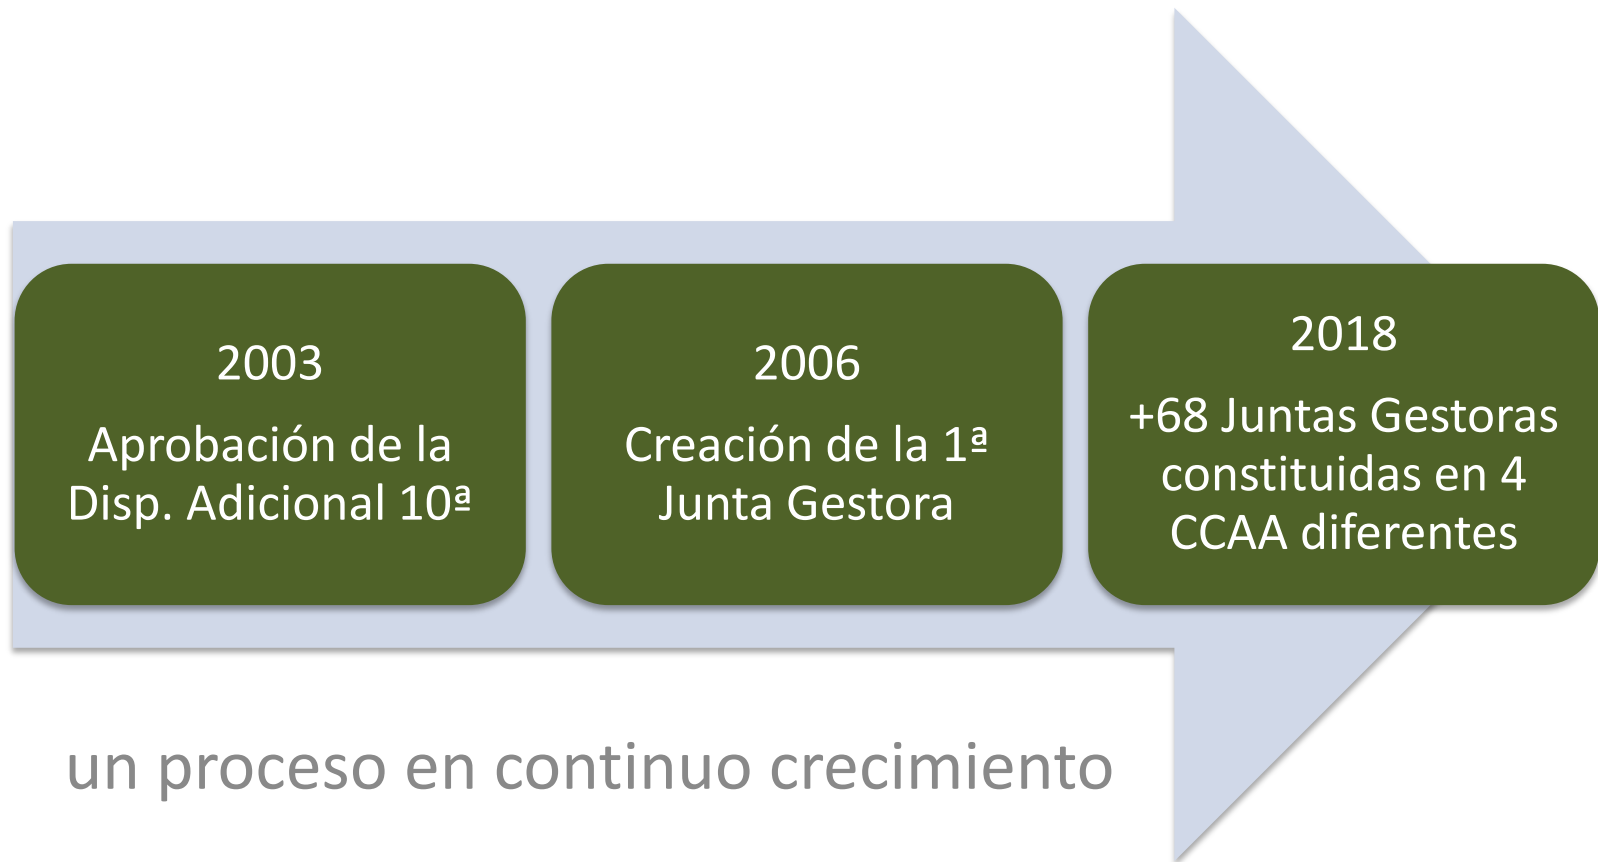 2003
Aprobación de la
Disp. Adicional 10ª
2006
Creación de la 1ª
Junta Gestora
2018
+68 Juntas Gestoras
constituidas en 4
CCAA diferentes
un proceso en continuo crecimiento